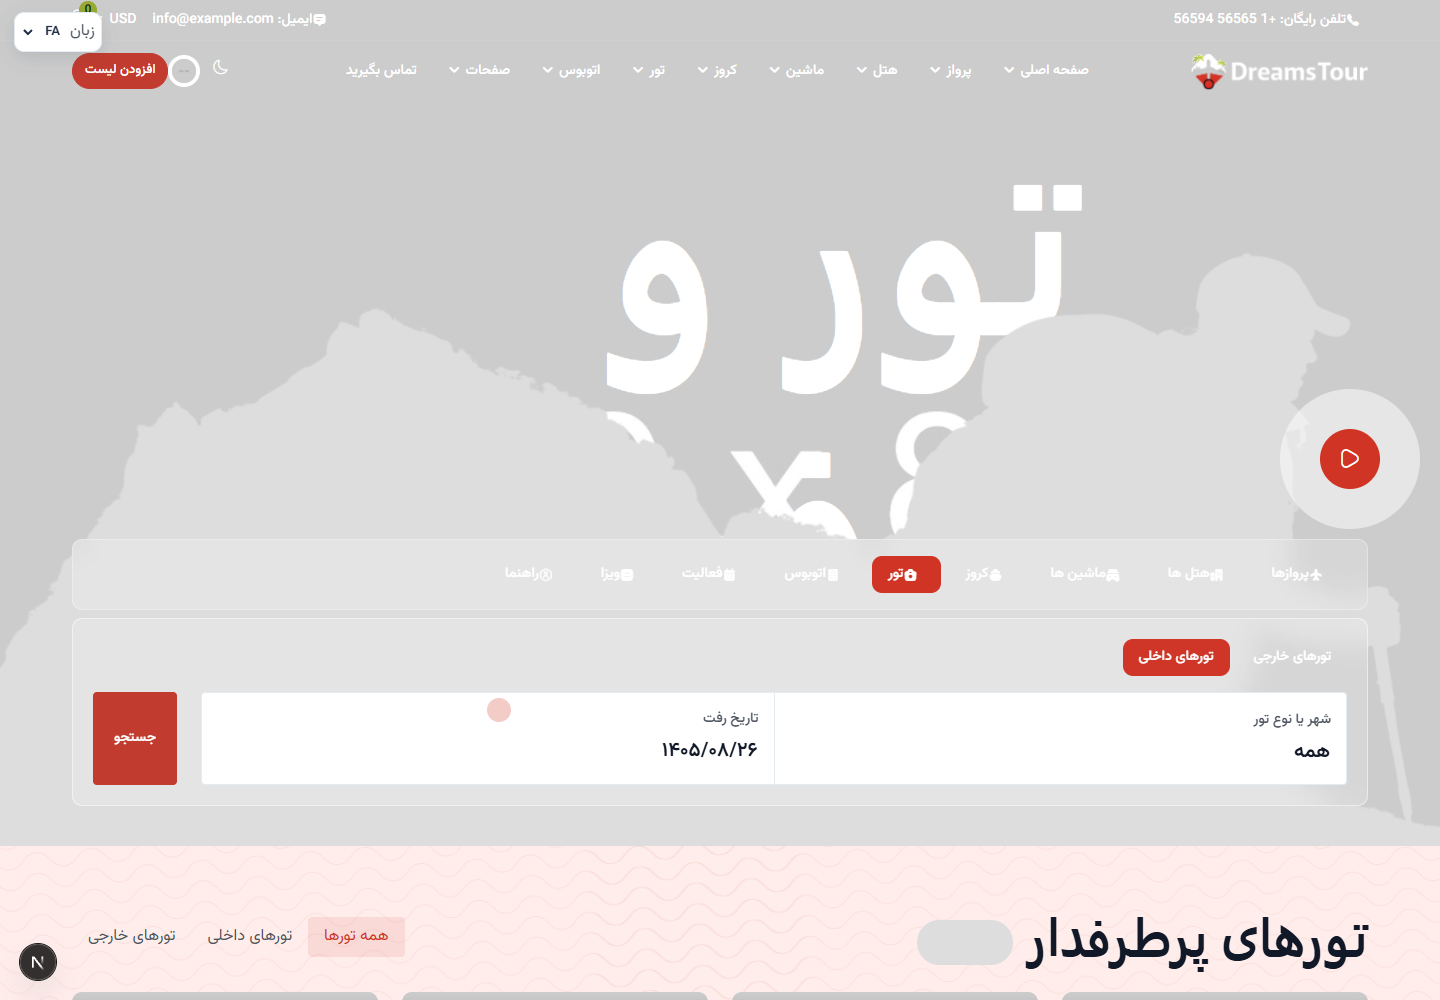 تلفن رایگان: +1 56565 56594
ایمیل: info@example.com
USD
0
زبان FA
DreamsTour
صفحه اصلی
پرواز
هتل
ماشین
کروز
تور
اتوبوس
صفحات
تماس بگیرید
افزودن لیست
تور و
پروازها
هتل ها
ماشین ها
کروز
تور
اتوبوس
فعالیت
ویزا
راهنما
تورهای خارجی
تورهای داخلی
شهر یا نوع تور
همه
تاریخ رفت
۱۴۰۵/۰۸/۲۶
جستجو
تورهای پرطرفدار
همه تورها
تورهای داخلی
تورهای خارجی
N